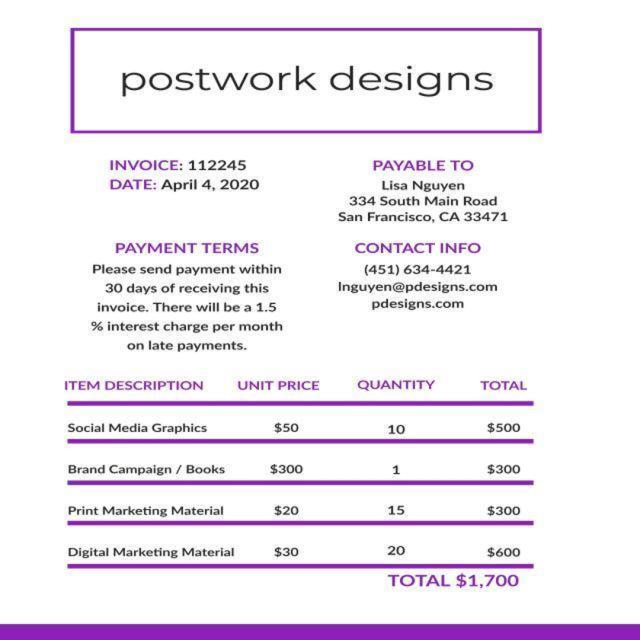 postwork designs
INVOICE: 112245
DATE: April 4, 2020
PAYABLE TO
Lisa Nguyen
334 South Main Road
San Francisco, CA 33471
PAYMENT TERMS
Please send payment within
30 days of receiving this
invoice. There will be a 1.5
% interest charge per month
on late payments.
CONTACT INFO
(451) 634-4421
lnguyen@pdesigns.com
pdesigns.com
ITEM DESCRIPTION UNIT PRICE QUANTITY TOTAL
Social Media Graphics $50 10 $500
Brand Campaign / Books $300 1 $300
Print Marketing Material $20 15 $300
Digital Marketing Material $30 20 $600
TOTAL $1,700